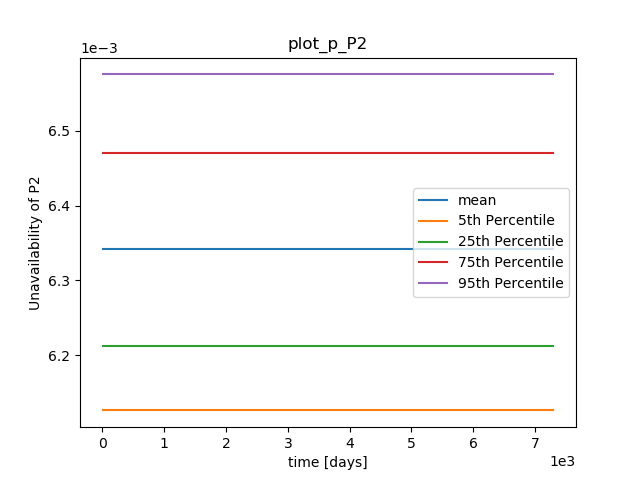 plot_p_P2
1e−3
Unavailability of P2
6.5
6.4
6.3
6.2
mean
5th Percentile
25th Percentile
75th Percentile
95th Percentile
0 1 2 3 4 5 6 7
1e3
time [days]